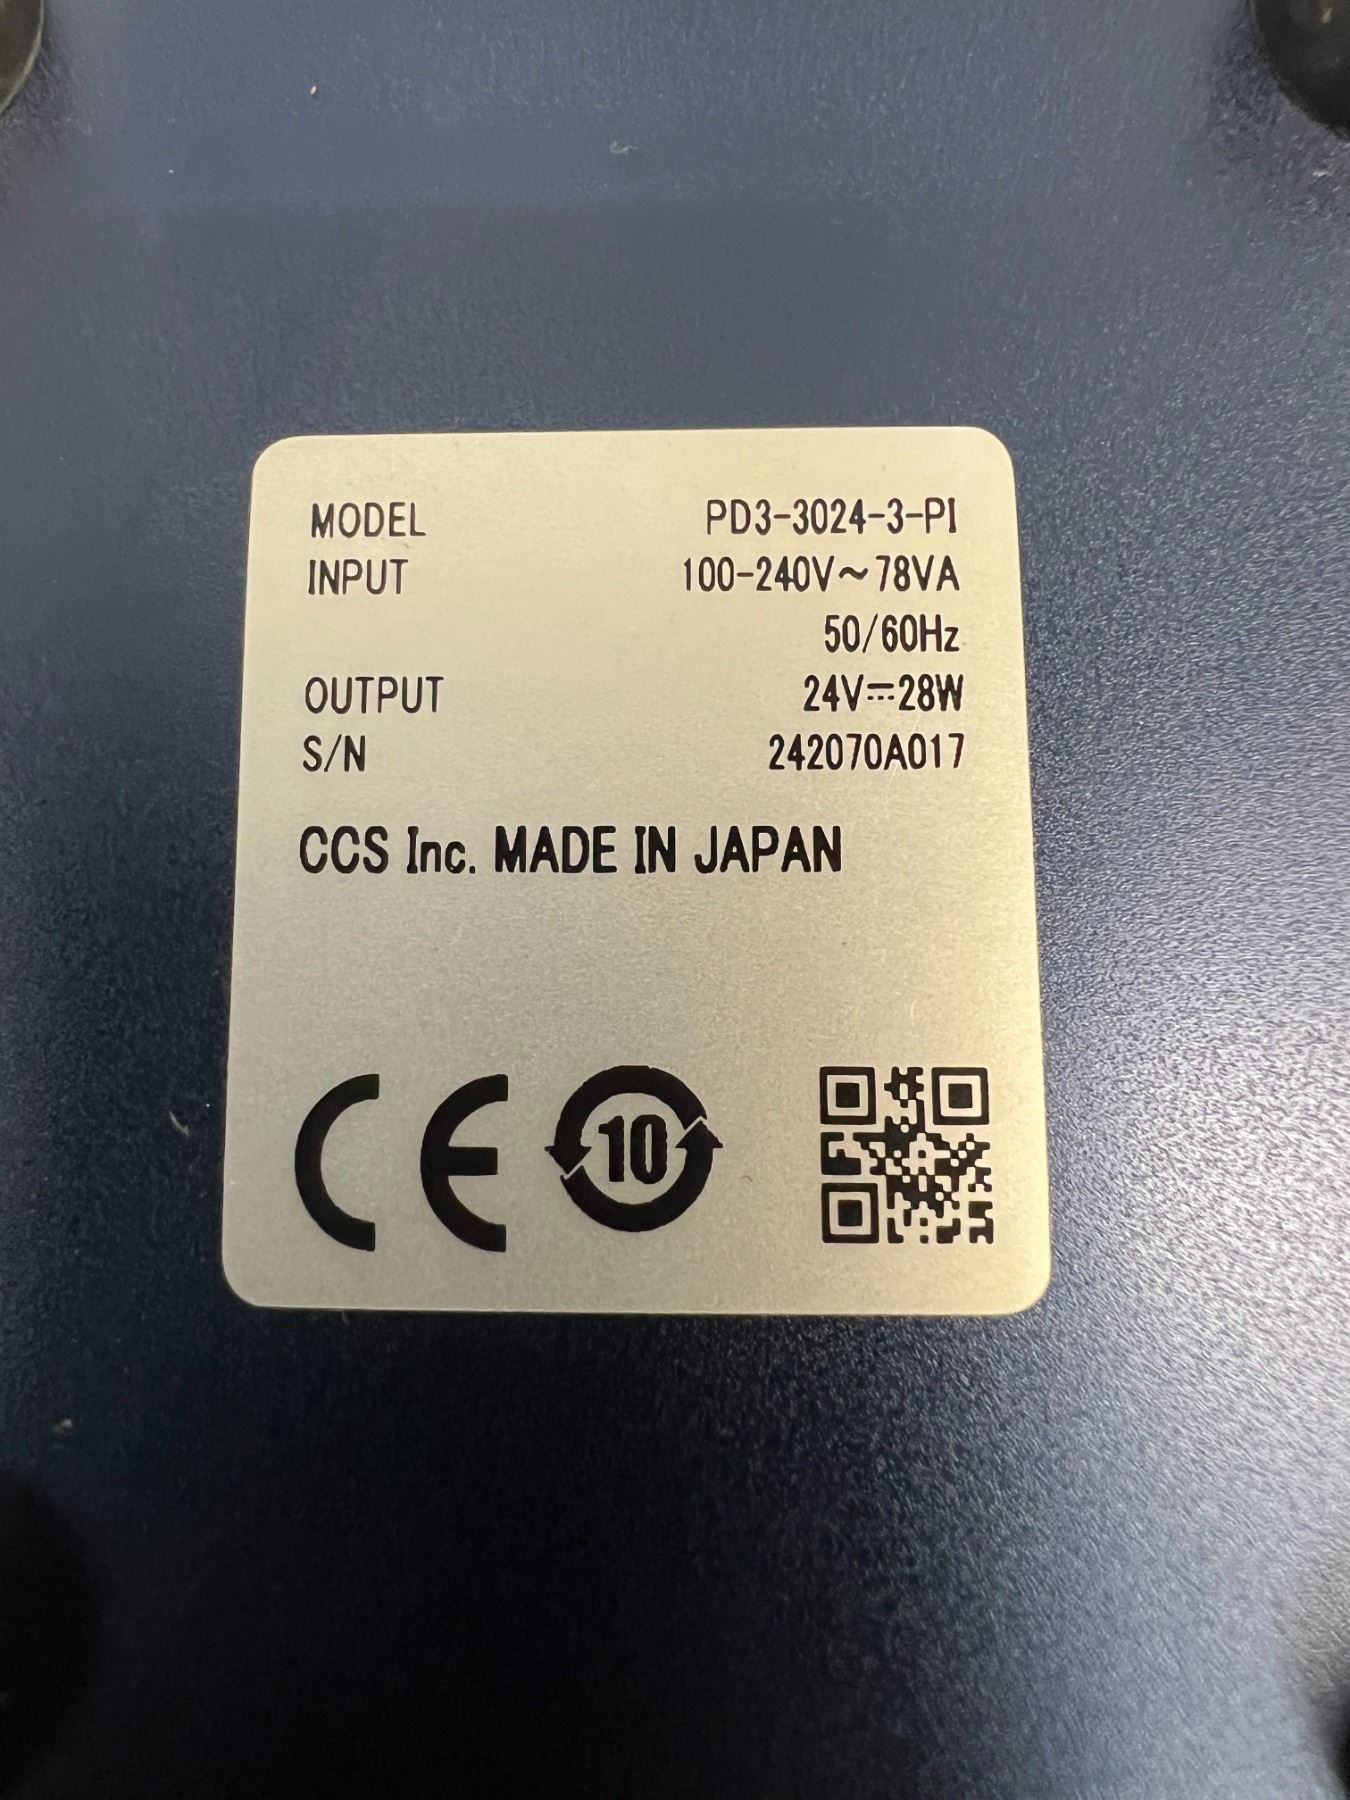 MODEL PD3-3024-3-PI
INPUT 100-240V～78VA
50/60Hz
OUTPUT 24V⎓28W
S/N 242070A017
CCS Inc. MADE IN JAPAN
CE 10